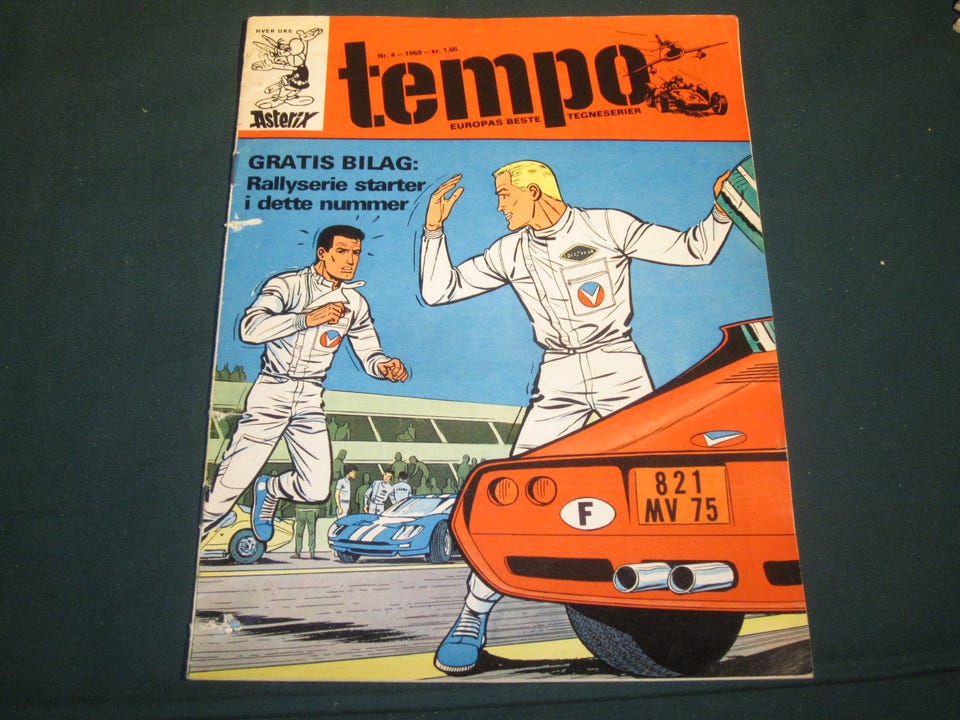 HVER UKE
Asterix
Nr. 4 – 1969 – kr. 1,65
tempo
EUROPAS BESTE TEGNESERIER
GRATIS BILAG:
Rallyserie starter
i dette nummer
F
821
MV 75